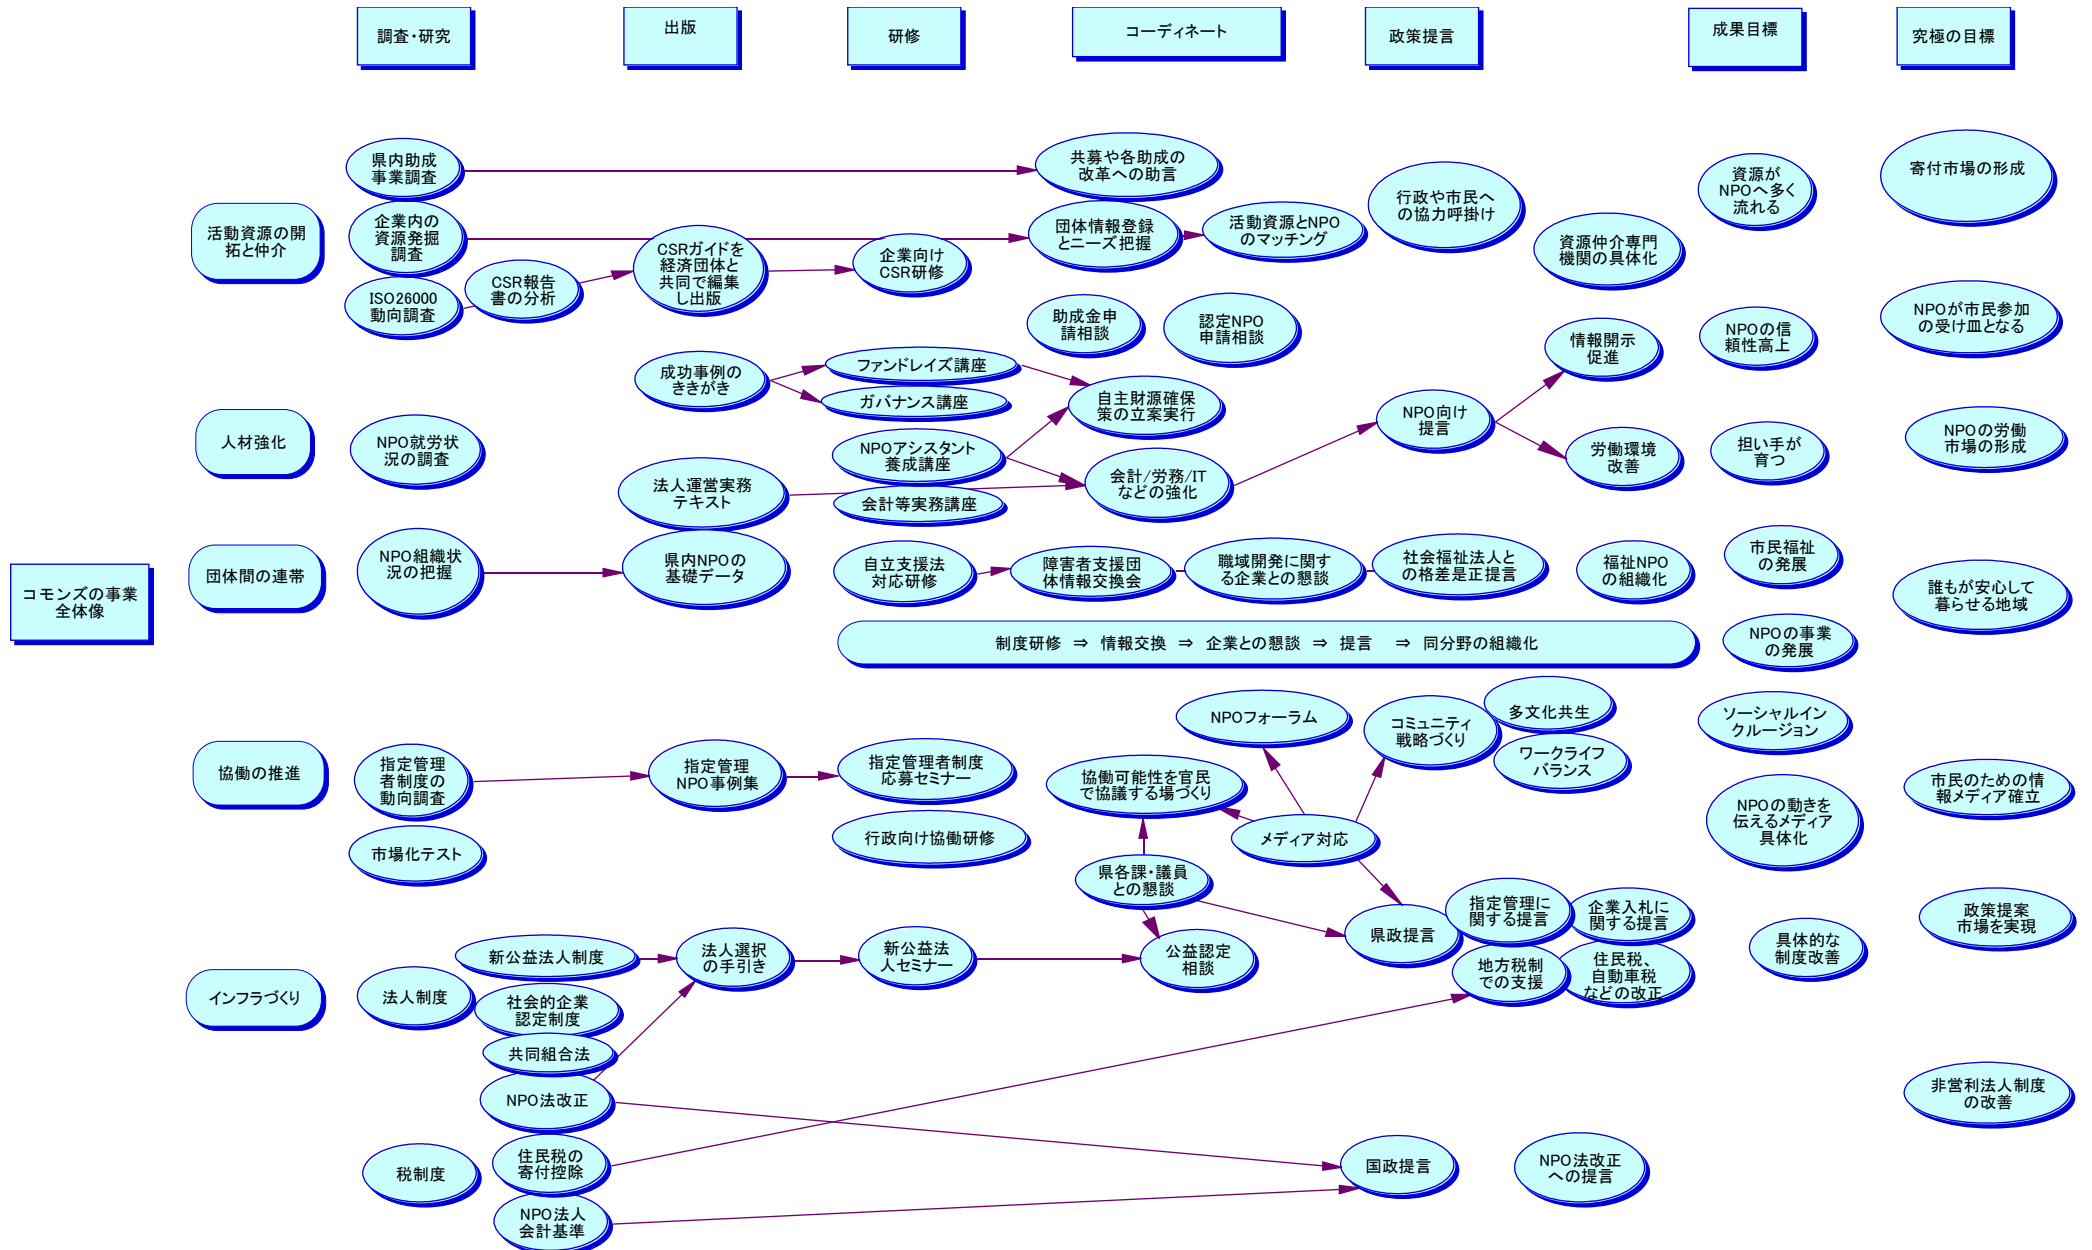 調査・研究
出版
研修
コーディネート
政策提言
成果目標
究極の目標
県内助成
事業調査
共募や各助成の
改革への助言
行政や市民へ
の協力呼掛け
資源が
NPOへ多く
流れる
寄付市場の形成
活動資源の開
拓と仲介
企業内の
資源発掘
調査
CSRガイドを
経済団体と
共同で編集
し出版
企業向け
CSR研修
団体情報登録
とニーズ把握
活動資源とNPO
のマッチング
資源仲介専門
機関の具体化
ISO26000
動向調査
CSR報告
書の分析
助成金申
請相談
認定NPO
申請相談
情報開示
促進
NPOの信
頼性高上
NPOが市民参加
の受け皿となる
成功事例の
ききがき
ファンドレイズ講座
ガバナンス講座
自主財源確保
策の立案実行
NPO向け
提言
人材強化
NPO就労状
況の調査
NPOアシスタント
養成講座
労働環境
改善
担い手が
育つ
NPOの労働
市場の形成
法人運営実務
テキスト
会計等実務講座
会計/労務/IT
などの強化
コモンズの事業
全体像
団体間の連帯
NPO組織状
況の把握
県内NPOの
基礎データ
自立支援法
対応研修
障害者支援団
体情報交換会
職域開発に関す
る企業との懇談
社会福祉法人と
の格差是正提言
福祉NPO
の組織化
市民福祉
の発展
誰もが安心して
暮らせる地域
制度研修 ⇒ 情報交換 ⇒ 企業との懇談 ⇒ 提言 ⇒ 同分野の組織化
NPOの事業
の発展
NPOフォーラム
コミュニティ
戦略づくり
多文化共生
ワークライフ
バランス
ソーシャルイン
クルージョン
協働の推進
指定管理
者制度の
動向調査
指定管理
NPO事例集
指定管理者制度
応募セミナー
協働可能性を官民
で協議する場づくり
市民のための情
報メディア確立
市場化テスト
行政向け協働研修
メディア対応
NPOの動きを
伝えるメディア
具体化
県各課・議員
との懇談
県政提言
指定管理に
関する提言
企業入札に
関する提言
政策提案
市場を実現
新公益法人制度
法人選択
の手引き
新公益法
人セミナー
公益認定
相談
地方税制
での支援
住民税、
自動車税
などの改正
具体的な
制度改善
インフラづくり
法人制度
社会的企業
認定制度
共同組合法
NPO法改正
非営利法人制度
の改善
税制度
住民税の
寄付控除
国政提言
NPO法改正
への提言
NPO法人
会計基準